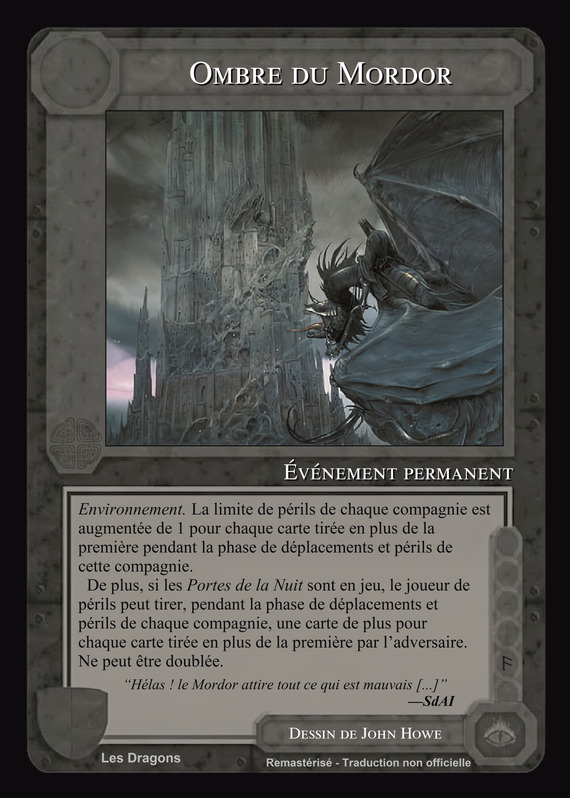 Ombre du Mordor
Événement permanent
Environnement. La limite de périls de chaque compagnie est
augmentée de 1 pour chaque carte tirée en plus de la
première pendant la phase de déplacements et périls de
cette compagnie.
De plus, si les Portes de la Nuit sont en jeu, le joueur de
périls peut tirer, pendant la phase de déplacements et
périls de chaque compagnie, une carte de plus pour
chaque carte tirée en plus de la première par l’adversaire.
Ne peut être doublée.
“Hélas ! le Mordor attire tout ce qui est mauvais [...]”
—SdAI
Dessin de John Howe
Les Dragons
Remastérisé - Traduction non officielle